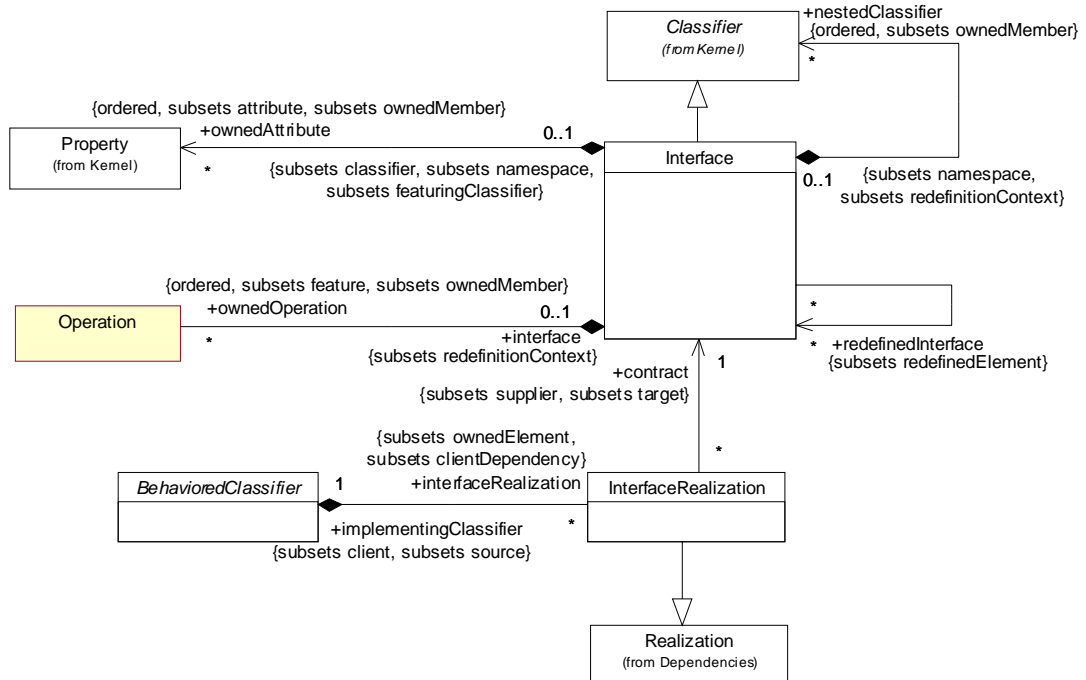 Classifier
(from Kernel)
+nestedClassifier
{ordered, subsets ownedMember}
*
{ordered, subsets attribute, subsets ownedMember}
+ownedAttribute
0..1
Property
(from Kernel)
*
{subsets classifier, subsets namespace,
subsets featuringClassifier}
Interface
0..1
{subsets namespace,
subsets redefinitionContext}
{ordered, subsets feature, subsets ownedMember}
+ownedOperation
0..1
Operation
*
+interface
{subsets redefinitionContext}
*
* +redefinedInterface
{subsets redefinedElement}
+contract
1
{subsets supplier, subsets target}
*
{subsets ownedElement,
subsets clientDependency}
+interfaceRealization
BehavioredClassifier
1
InterfaceRealization
*
+implementingClassifier
{subsets client, subsets source}
Realization
(from Dependencies)